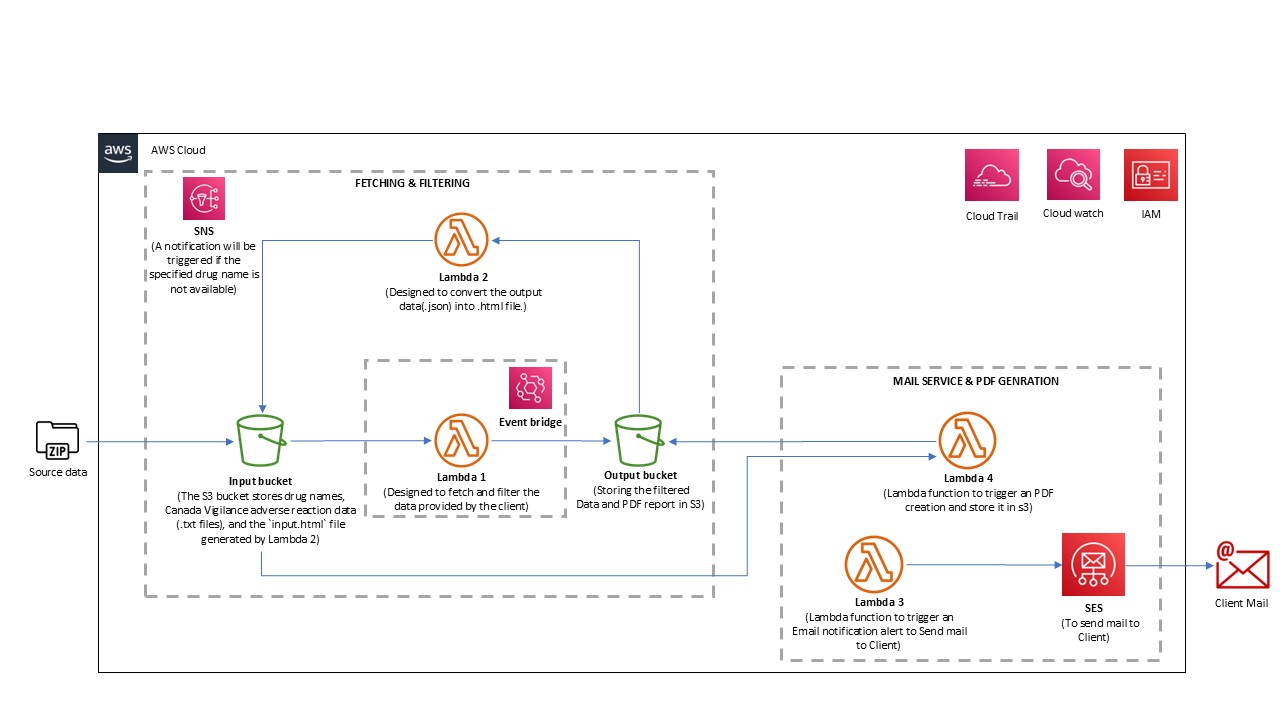 aws
AWS Cloud
FETCHING & FILTERING
SNS
(A notification will be
triggered if the
specified drug name is
not available)
Lambda 2
(Designed to convert the output
data(.json) into .html file.)
Cloud Trail
Cloud watch
IAM
Event bridge
Lambda 1
(Designed to fetch and filter the
data provided by the client)
ZIP
Source data
Input bucket
(The S3 bucket stores drug names,
Canada Vigilance adverse reaction data
(.txt files), and the `input.html` file
generated by Lambda 2)
Output bucket
(Storing the filtered
Data and PDF report in S3)
MAIL SERVICE & PDF GENRATION
Lambda 4
(Lambda function to trigger an PDF
creation and store it in s3)
Lambda 3
(Lambda function to trigger an
Email notification alert to Send mail
to Client)
SES
(To send mail to
Client)
@
Client Mail